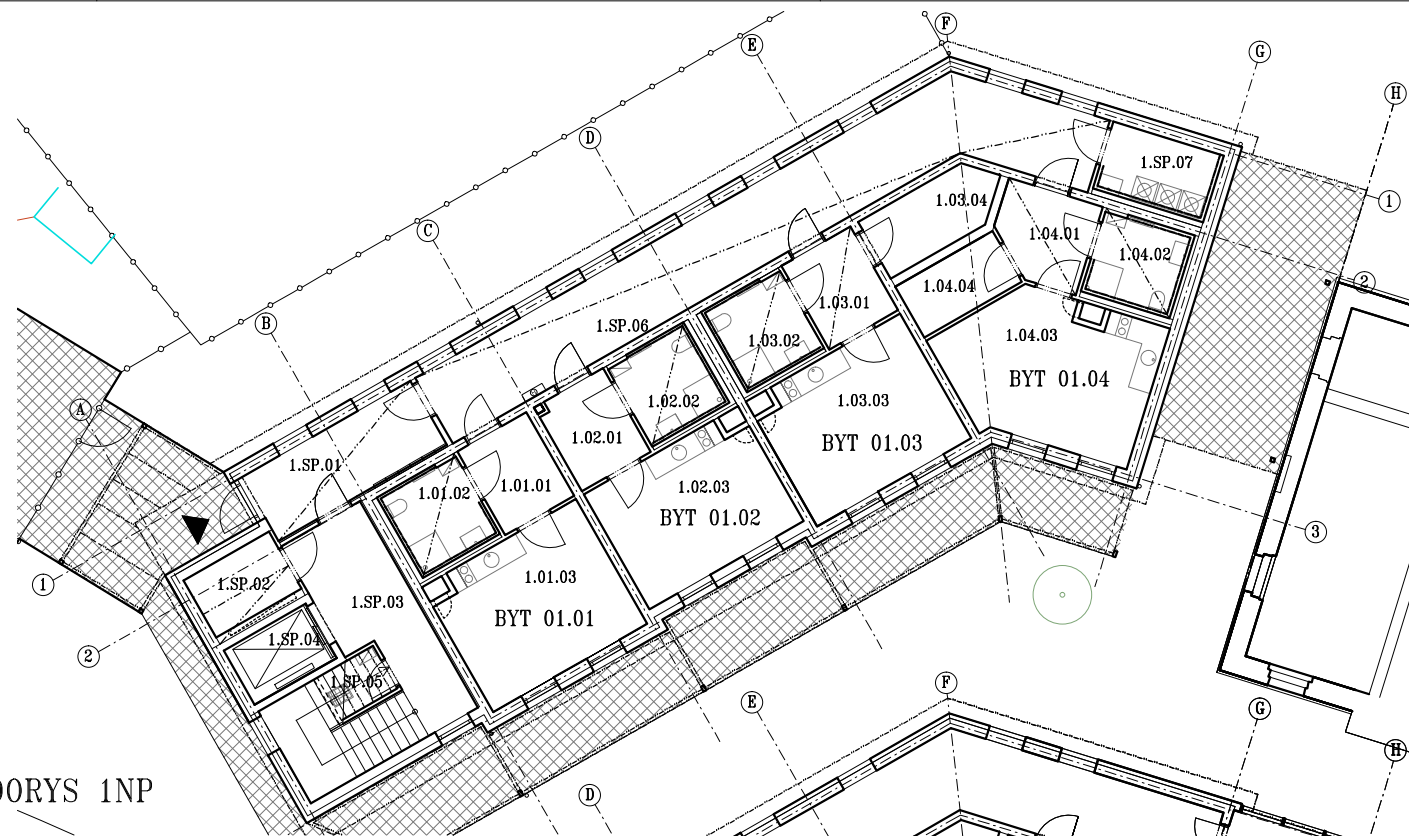 F
E
G
H
D
1.SP.07
1
1.03.04
C
1.04.01
1.04.02
2
1.04.04
1.03.01
B
1.SP.06
1.04.03
1.03.02
BYT 01.04
A
1.02.02
1.03.03
1.02.01
BYT 01.03
1.SP.01
1.01.02
1.01.01
1.02.03
BYT 01.02
3
1
1.SP.02
1.01.03
1.SP.03
BYT 01.01
1.SP.04
2
1.SP.05
F
E
G
H
DORYS 1NP
D